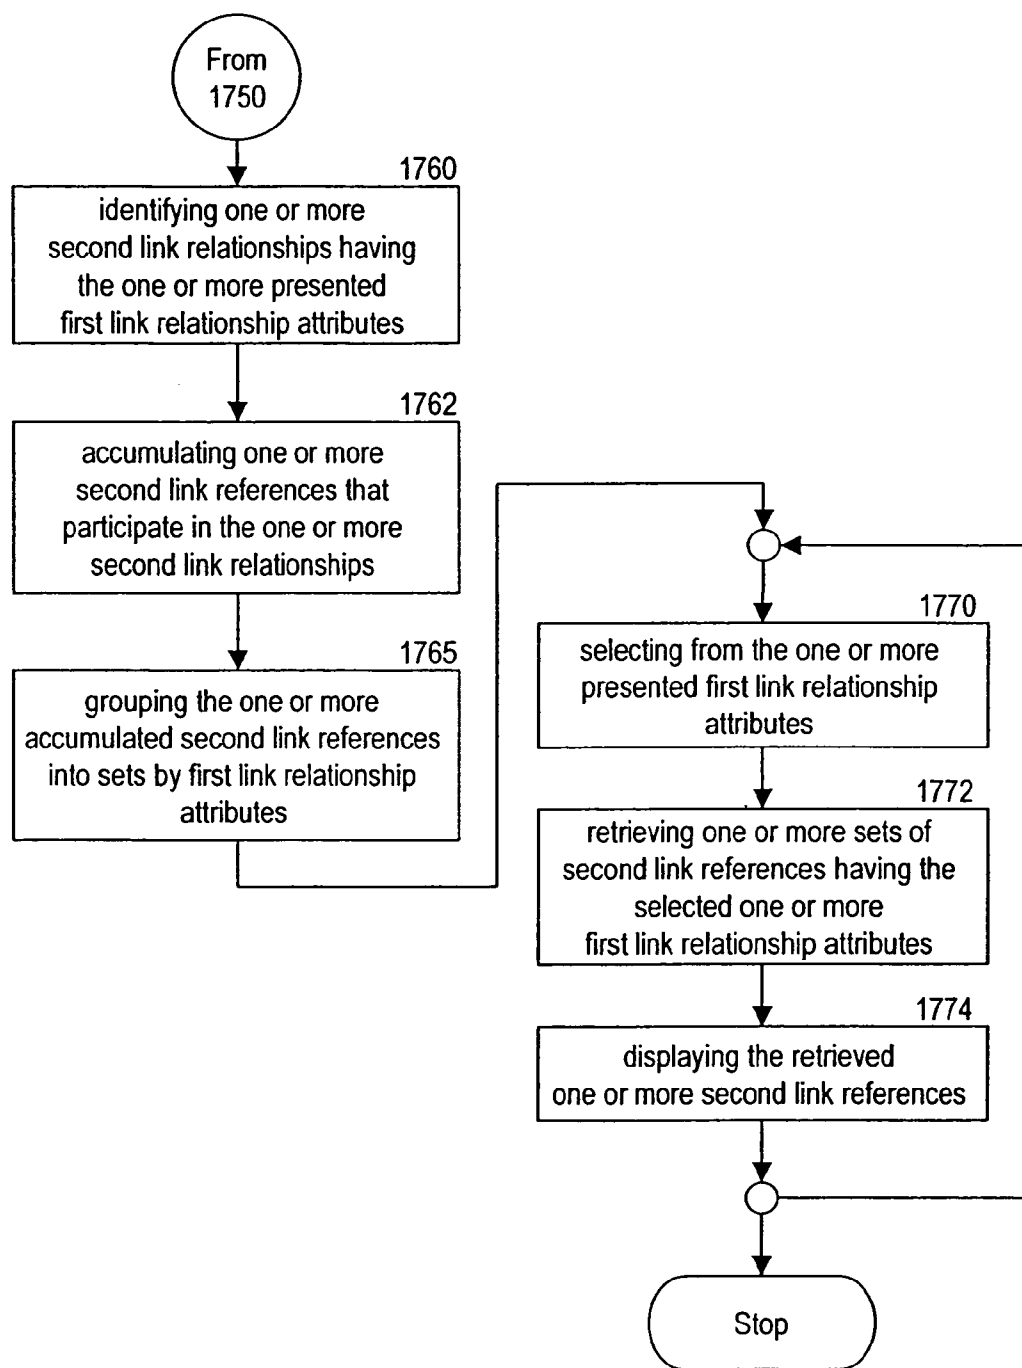 From
1750
1760
identifying one or more
second link relationships having
the one or more presented
first link relationship attributes
1762
accumulating one or more
second link references that
participate in the one or more
second link relationships
1765
grouping the one or more
accumulated second link references
into sets by first link relationship
attributes
1770
selecting from the one or more
presented first link relationship
attributes
1772
retrieving one or more sets of
second link references having the
selected one or more
first link relationship attributes
1774
displaying the retrieved
one or more second link references
Stop